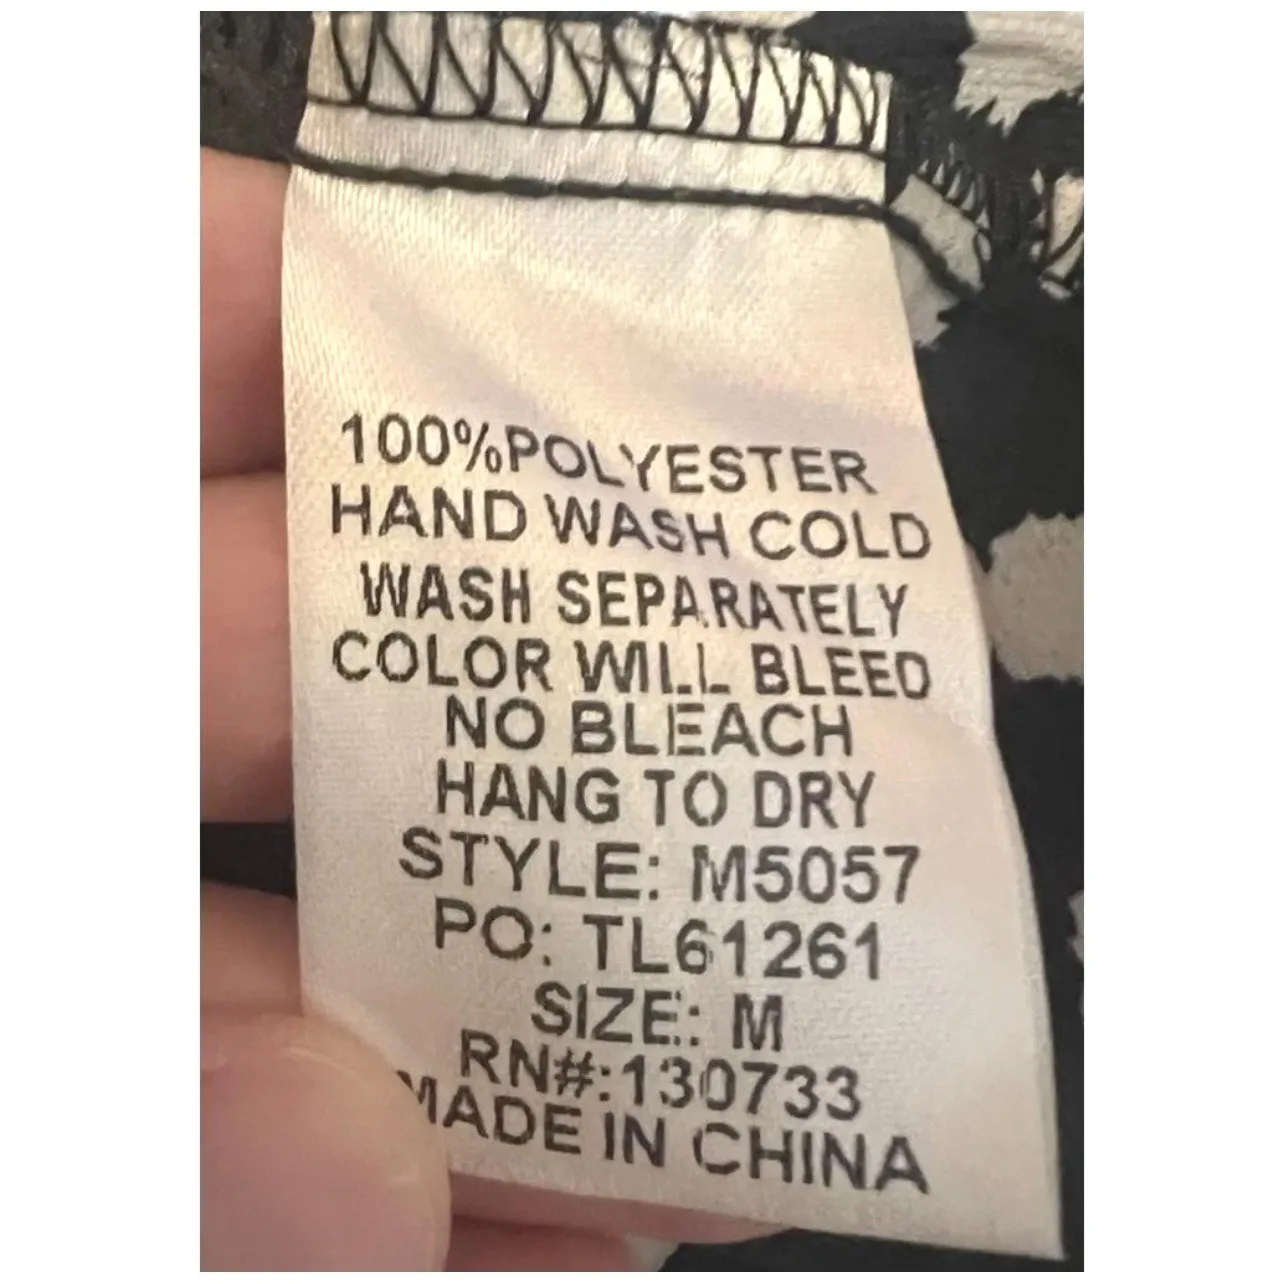 100%POLYESTER
HAND WASH COLD
WASH SEPARATELY
COLOR WILL BLEED
NO BLEACH
HANG TO DRY
STYLE: M5057
PO: TL61261
SIZE: M
RN#:130733
MADE IN CHINA